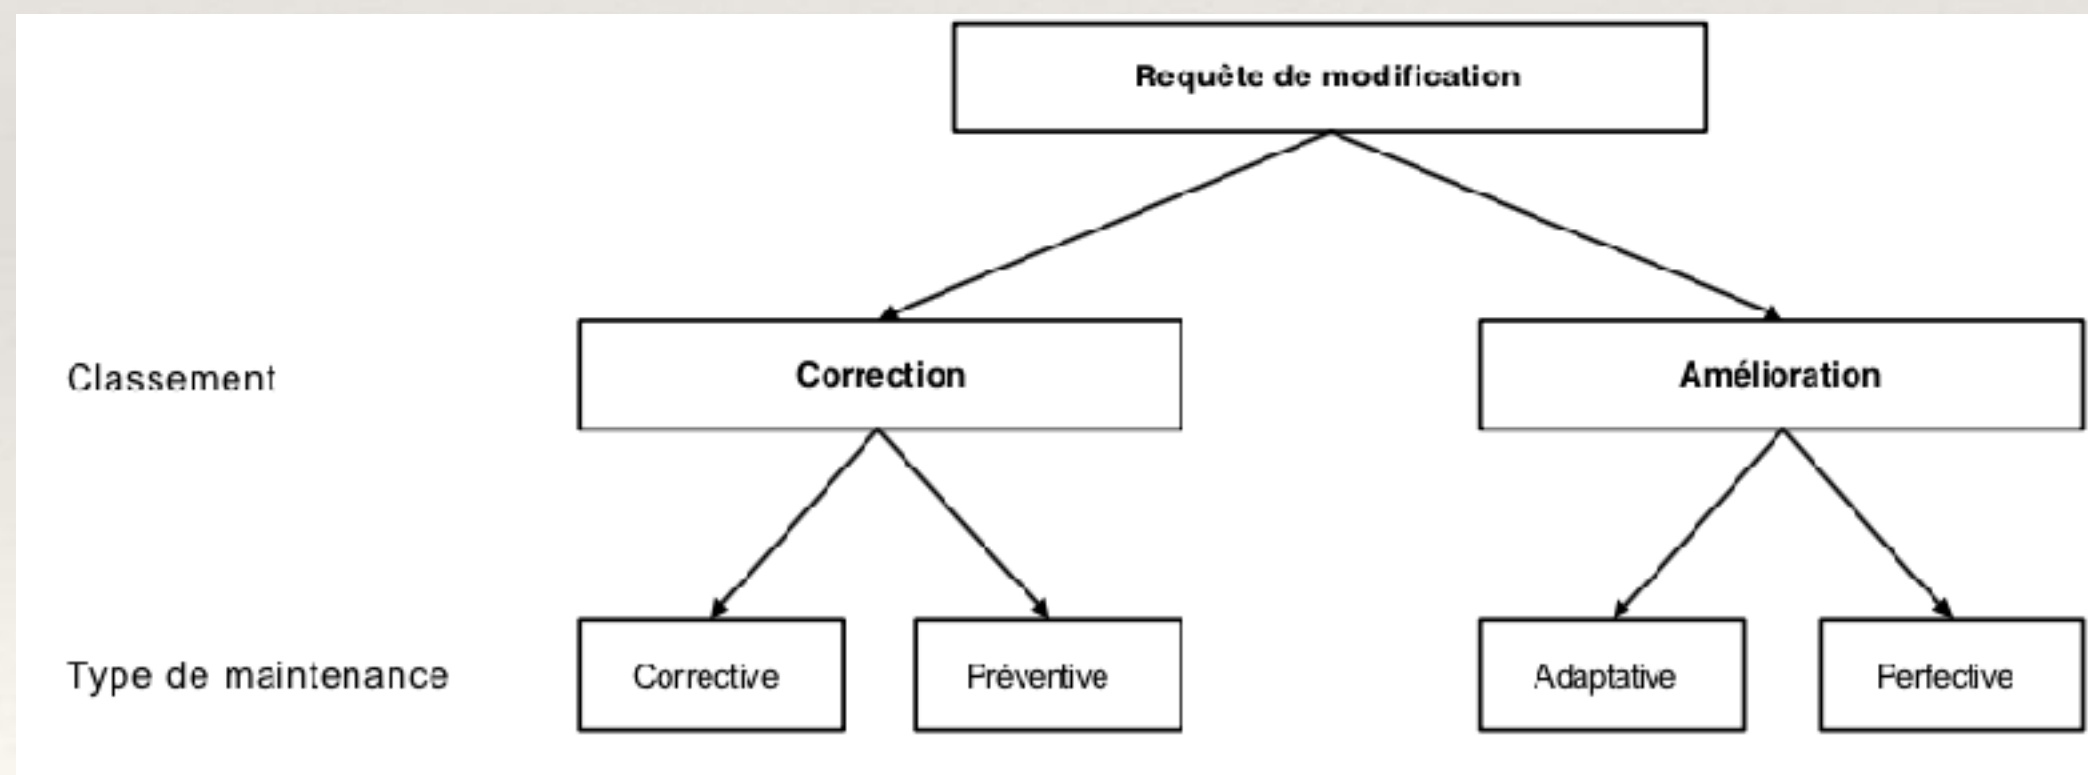 Requête de modification
Classement
Correction
Amélioration
Type de maintenance
Corrective
Préventive
Adaptative
Perfective